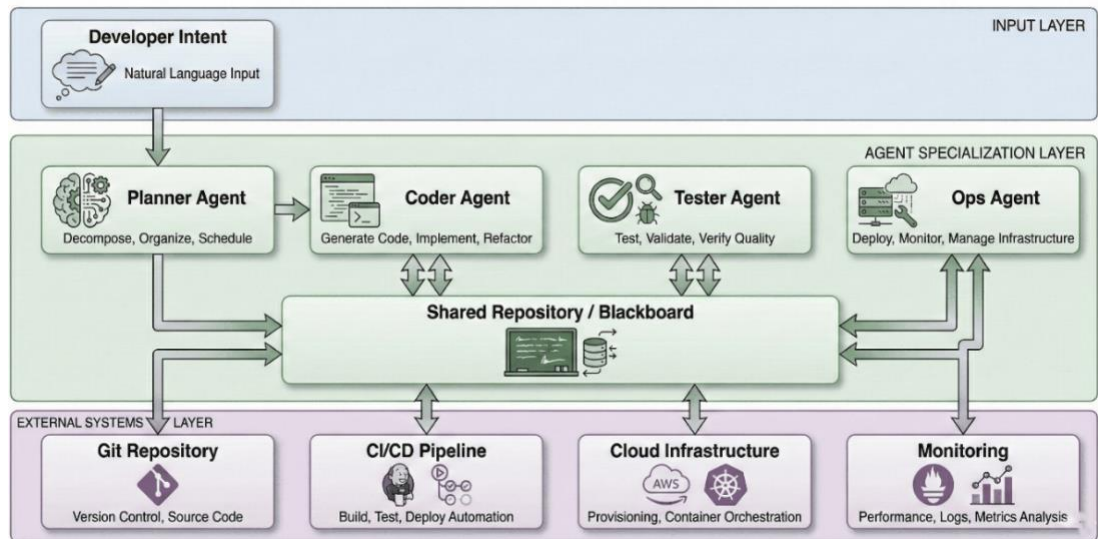 INPUT LAYER
Developer Intent
Natural Language Input
AGENT SPECIALIZATION LAYER
Planner Agent
Decompose, Organize, Schedule
Coder Agent
Generate Code, Implement, Refactor
Tester Agent
Test, Validate, Verify Quality
Ops Agent
Deploy, Monitor, Manage Infrastructure
Shared Repository / Blackboard
EXTERNAL SYSTEMS LAYER
Git Repository
Version Control, Source Code
CI/CD Pipeline
Build, Test, Deploy Automation
Cloud Infrastructure
AWS
Provisioning, Container Orchestration
Monitoring
Performance, Logs, Metrics Analysis